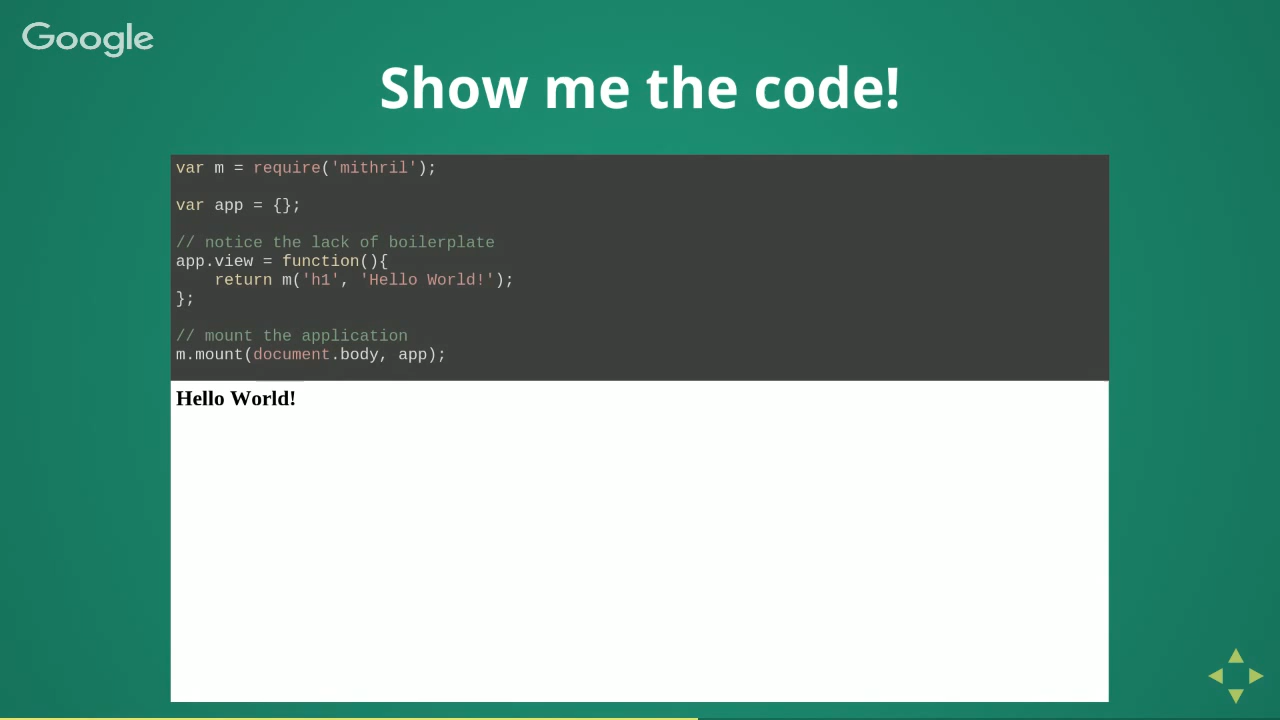 Google
Show me the code!
var m = require('mithril');
var app = {};
// notice the lack of boilerplate
app.view = function(){
    return m('h1', 'Hello World!');
};
// mount the application
m.mount(document.body, app);
Hello World!